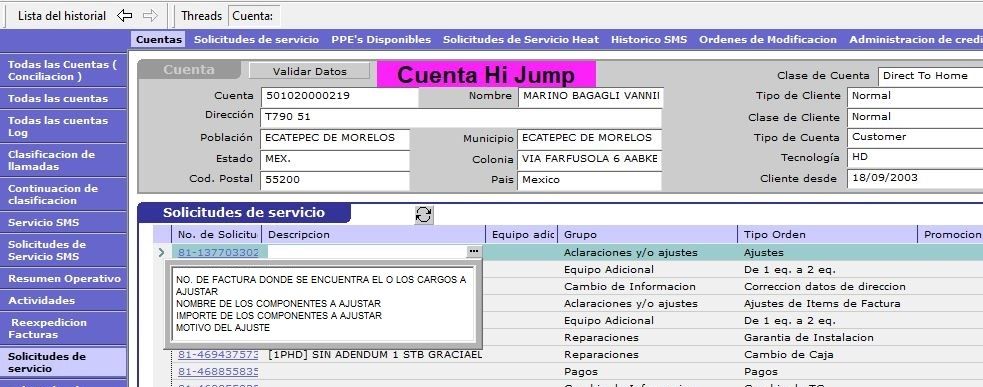 Lista del historial Threads Cuenta:
Cuentas Solicitudes de servicio PPE's Disponibles Solicitudes de Servicio Heat Historico SMS Ordenes de Modificacion Administracion de credi
Todas las Cuentas (
Conciliacion )
Todas las cuentas
Todas las cuentas
Log
Clasificacion de
llamadas
Continuacion de
clasificacion
Servicio SMS
Solicitudes de
Servicio SMS
Resumen Operativo
Actividades
Reexpedicion
Facturas
Solicitudes de
servicio
Cuenta Validar Datos Cuenta Hi Jump Clase de Cuenta Direct To Home
Cuenta 501020000219 Nombre MARINO BAGAGLI VANNII Tipo de Cliente Normal
Dirección T790 51 Clase de Cliente Normal
Población ECATEPEC DE MORELOS Municipio ECATEPEC DE MORELOS Tipo de Cuenta Customer
Estado MEX. Colonia VIA FARFUSOLA 6 AABKE Tecnología HD
Cod. Postal 55200 Pais Mexico Cliente desde 18/09/2003
Solicitudes de servicio
No. de Solicitu Descripcion Equipo adic Grupo Tipo Orden Promocion
81-137703302 ... Aclaraciones y/o ajustes Ajustes
Equipo Adicional De 1 eq. a 2 eq.
Cambio de Informacion Correccion datos de direccion
Aclaraciones y/o ajustes Ajustes de Items de Factura
Equipo Adicional De 1 eq. a 2 eq.
Reparaciones Garantia de Instalacion
NO. DE FACTURA DONDE SE ENCUENTRA EL O LOS CARGOS A
AJUSTAR
NOMBRE DE LOS COMPONENTES A AJUSTAR
IMPORTE DE LOS COMPONENTES A AJUSTAR
MOTIVO DEL AJUSTE
81-469437573 [1PHD] SIN ADENDUM 1 STB GRACIAEL Reparaciones Cambio de Caja
81-468855835 Pagos Pagos